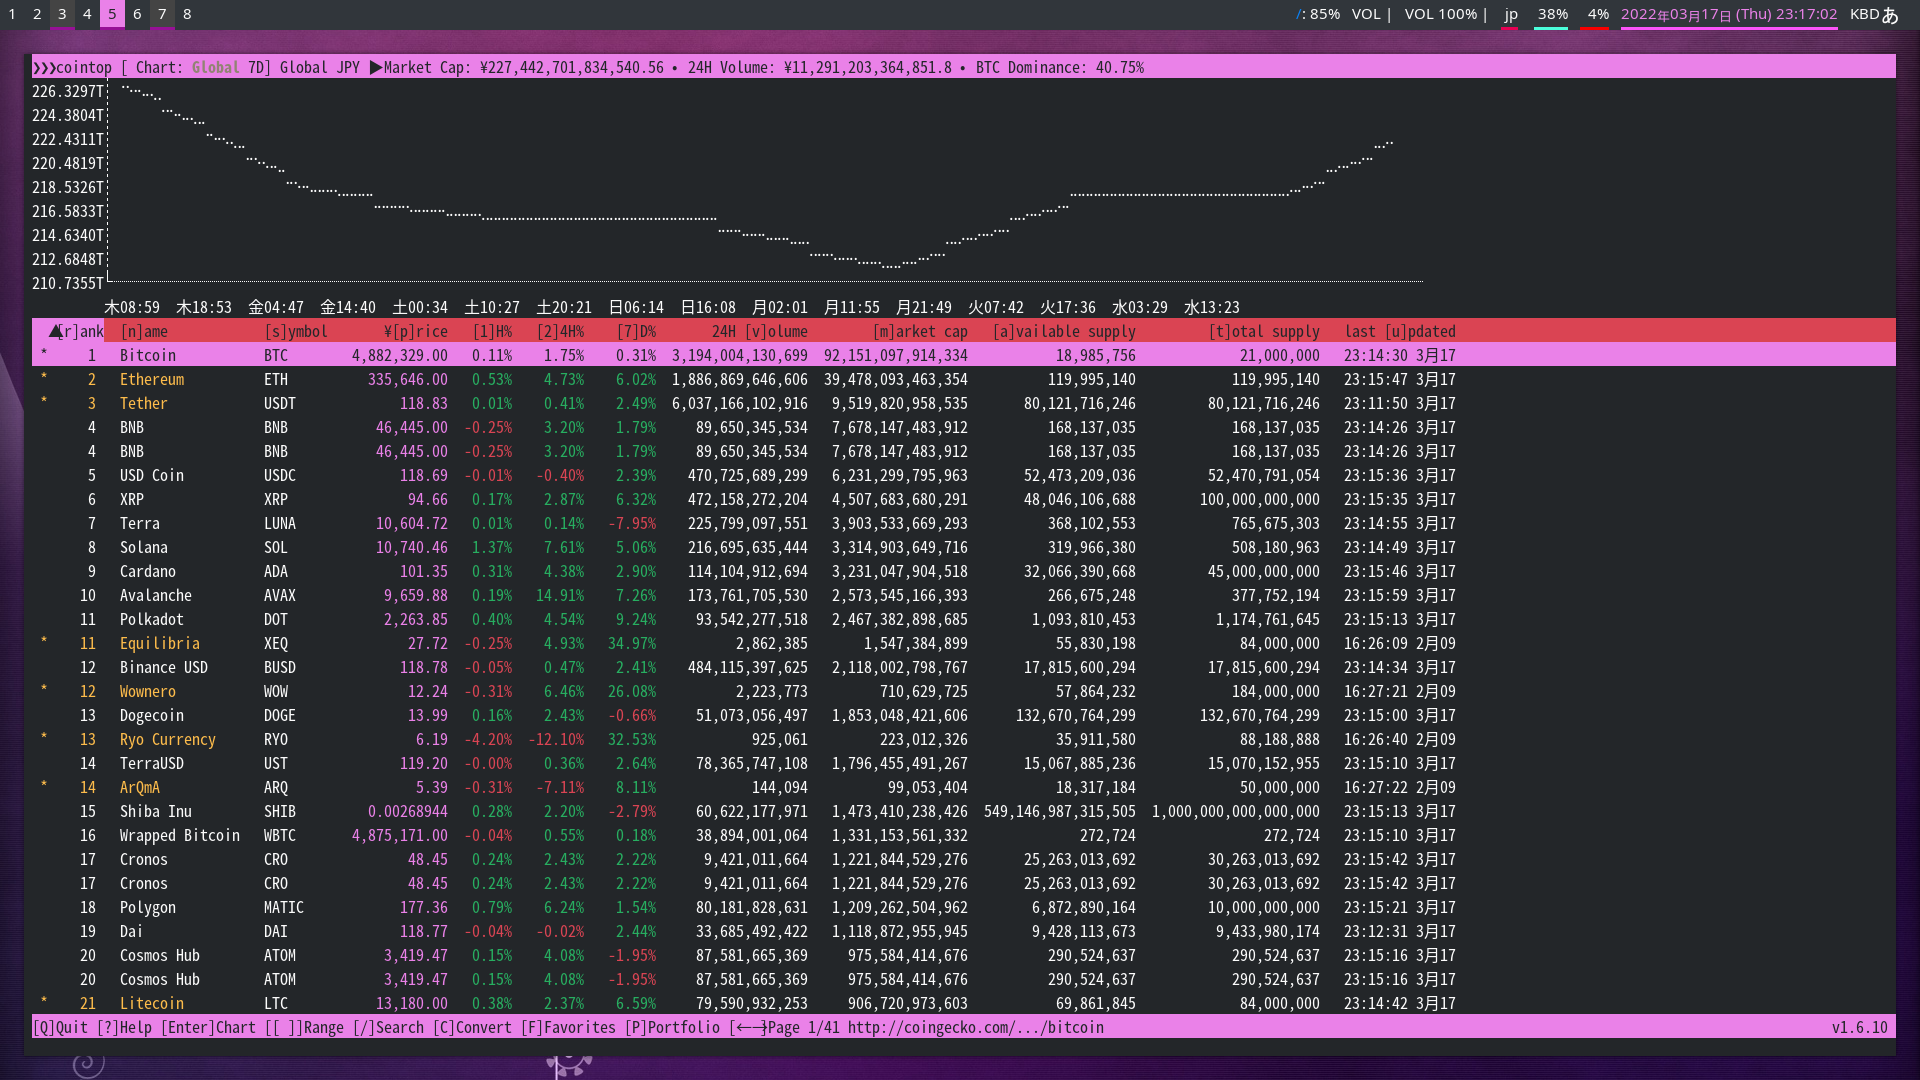 1 2 3 4 5 6 7 8 /: 85% VOL | VOL 100% | jp 38% 4% 2022年03月17日 (Thu) 23:17:02 KBD あ
❯❯❯cointop [ Chart: Global 7D] Global JPY ▶Market Cap: ¥227,442,701,834,540.56 • 24H Volume: ¥11,291,203,364,851.8 • BTC Dominance: 40.75%
226.3297T
224.3804T
222.4311T
220.4819T
218.5326T
216.5833T
214.6340T
212.6848T
210.7355T
木08:59 木18:53 金04:47 金14:40 土00:34 土10:27 土20:21 日06:14 日16:08 月02:01 月11:55 月21:49 火07:42 火17:36 水03:29 水13:23
▲[r]ank [n]ame [s]ymbol ¥[p]rice [1]H% [2]4H% [7]D% 24H [v]olume [m]arket cap [a]vailable supply [t]otal supply last [u]pdated
* 1 Bitcoin BTC 4,882,329.00 0.11% 1.75% 0.31% 3,194,004,130,699 92,151,097,914,334 18,985,756 21,000,000 23:14:30 3月17
* 2 Ethereum ETH 335,646.00 0.53% 4.73% 6.02% 1,886,869,646,606 39,478,093,463,354 119,995,140 119,995,140 23:15:47 3月17
* 3 Tether USDT 118.83 0.01% 0.41% 2.49% 6,037,166,102,916 9,519,820,958,535 80,121,716,246 80,121,716,246 23:11:50 3月17
4 BNB BNB 46,445.00 -0.25% 3.20% 1.79% 89,650,345,534 7,678,147,483,912 168,137,035 168,137,035 23:14:26 3月17
4 BNB BNB 46,445.00 -0.25% 3.20% 1.79% 89,650,345,534 7,678,147,483,912 168,137,035 168,137,035 23:14:26 3月17
5 USD Coin USDC 118.69 -0.01% -0.40% 2.39% 470,725,689,299 6,231,299,795,963 52,473,209,036 52,470,791,054 23:15:36 3月17
6 XRP XRP 94.66 0.17% 2.87% 6.32% 472,158,272,204 4,507,683,680,291 48,046,106,688 100,000,000,000 23:15:35 3月17
7 Terra LUNA 10,604.72 0.01% 0.14% -7.95% 225,799,097,551 3,903,533,669,293 368,102,553 765,675,303 23:14:55 3月17
8 Solana SOL 10,740.46 1.37% 7.61% 5.06% 216,695,635,444 3,314,903,649,716 319,966,380 508,180,963 23:14:49 3月17
9 Cardano ADA 101.35 0.31% 4.38% 2.90% 114,104,912,694 3,231,047,904,518 32,066,390,668 45,000,000,000 23:15:46 3月17
10 Avalanche AVAX 9,659.88 0.19% 14.91% 7.26% 173,761,705,530 2,573,545,166,393 266,675,248 377,752,194 23:15:59 3月17
11 Polkadot DOT 2,263.85 0.40% 4.54% 9.24% 93,542,277,518 2,467,382,898,685 1,093,810,453 1,174,761,645 23:15:13 3月17
* 11 Equilibria XEQ 27.72 -0.25% 4.93% 34.97% 2,862,385 1,547,384,899 55,830,198 84,000,000 16:26:09 2月09
12 Binance USD BUSD 118.78 -0.05% 0.47% 2.41% 484,115,397,625 2,118,002,798,767 17,815,600,294 17,815,600,294 23:14:34 3月17
* 12 Wownero WOW 12.24 -0.31% 6.46% 26.08% 2,223,773 710,629,725 57,864,232 184,000,000 16:27:21 2月09
13 Dogecoin DOGE 13.99 0.16% 2.43% -0.66% 51,073,056,497 1,853,048,421,606 132,670,764,299 132,670,764,299 23:15:00 3月17
* 13 Ryo Currency RYO 6.19 -4.20% -12.10% 32.53% 925,061 223,012,326 35,911,580 88,188,888 16:26:40 2月09
14 TerraUSD UST 119.20 -0.00% 0.36% 2.64% 78,365,747,108 1,796,455,491,267 15,067,885,236 15,070,152,955 23:15:10 3月17
* 14 ArQmA ARQ 5.39 -0.31% -7.11% 8.11% 144,094 99,053,404 18,317,184 50,000,000 16:27:22 2月09
15 Shiba Inu SHIB 0.00268944 0.28% 2.20% -2.79% 60,622,177,971 1,473,410,238,426 549,146,987,315,505 1,000,000,000,000,000 23:15:13 3月17
16 Wrapped Bitcoin WBTC 4,875,171.00 -0.04% 0.55% 0.18% 38,894,001,064 1,331,153,561,332 272,724 272,724 23:15:10 3月17
17 Cronos CRO 48.45 0.24% 2.43% 2.22% 9,421,011,664 1,221,844,529,276 25,263,013,692 30,263,013,692 23:15:42 3月17
17 Cronos CRO 48.45 0.24% 2.43% 2.22% 9,421,011,664 1,221,844,529,276 25,263,013,692 30,263,013,692 23:15:42 3月17
18 Polygon MATIC 177.36 0.79% 6.24% 1.54% 80,181,828,631 1,209,262,504,962 6,872,890,164 10,000,000,000 23:15:21 3月17
19 Dai DAI 118.77 -0.04% -0.02% 2.44% 33,685,492,422 1,118,872,955,945 9,428,113,673 9,433,980,174 23:12:31 3月17
20 Cosmos Hub ATOM 3,419.47 0.15% 4.08% -1.95% 87,581,665,369 975,584,414,676 290,524,637 290,524,637 23:15:16 3月17
20 Cosmos Hub ATOM 3,419.47 0.15% 4.08% -1.95% 87,581,665,369 975,584,414,676 290,524,637 290,524,637 23:15:16 3月17
* 21 Litecoin LTC 13,180.00 0.38% 2.37% 6.59% 79,590,932,253 906,720,973,603 69,861,845 84,000,000 23:14:42 3月17
[Q]Quit [?]Help [Enter]Chart [[ ]]Range [/]Search [C]Convert [F]Favorites [P]Portfolio [←→]Page 1/41 http://coingecko.com/.../bitcoin v1.6.10